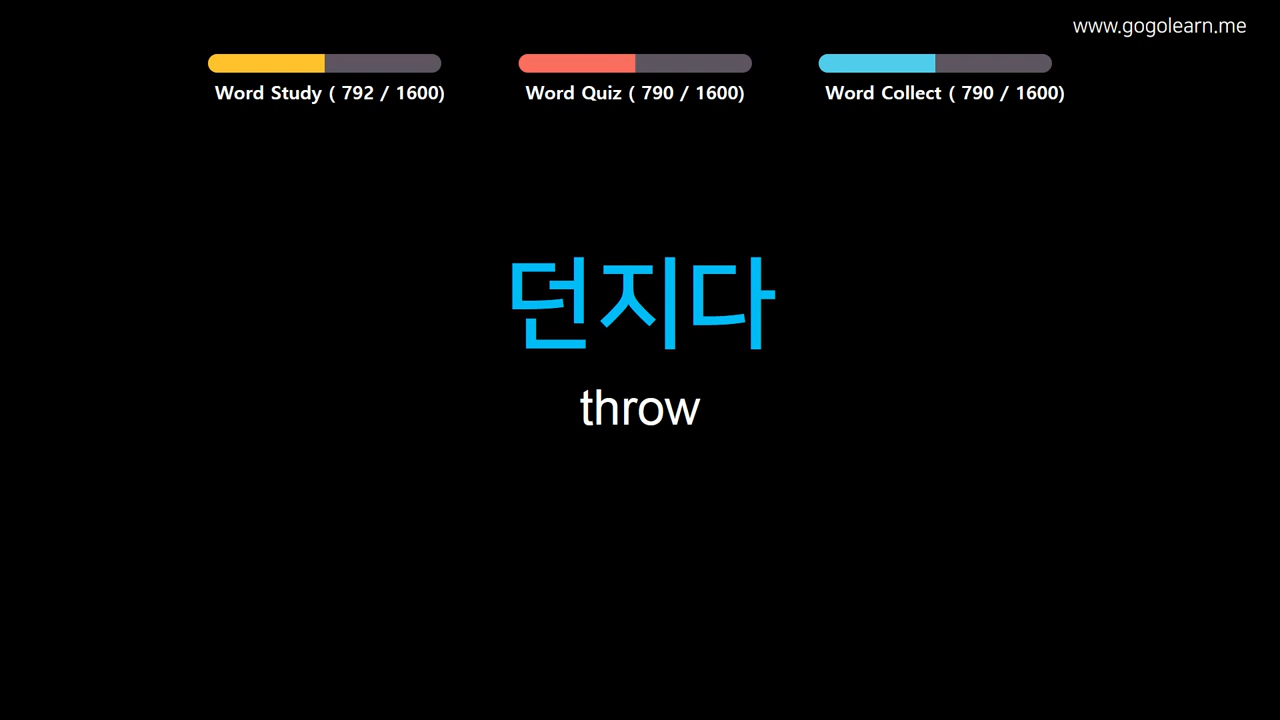 www.gogolearn.me
Word Study ( 792 / 1600)
Word Quiz ( 790 / 1600)
Word Collect ( 790 / 1600)
던지다
throw